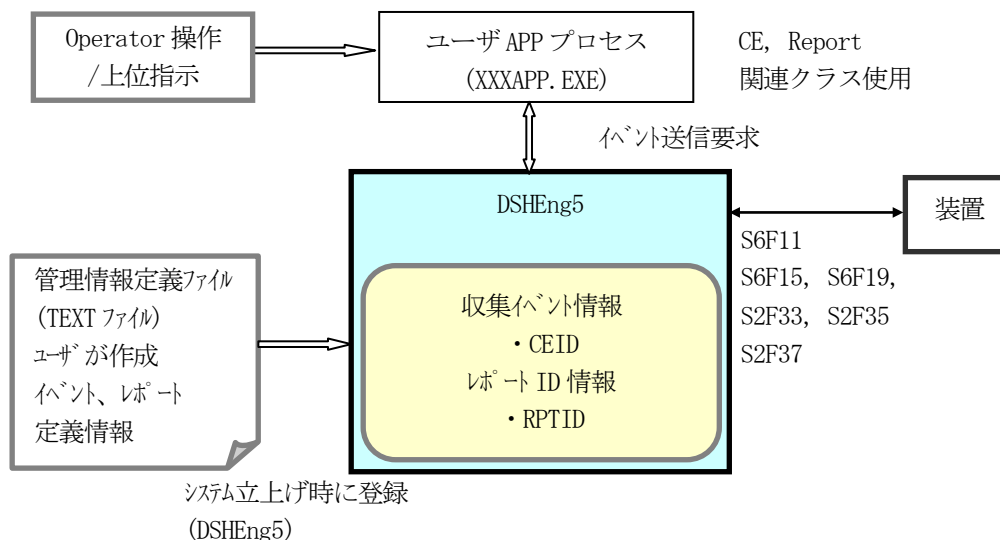 Operator 操作
/上位指示
ユーザ APP プロセス
(XXXAPP.EXE)
CE, Report
関連クラス使用
イベント送信要求
DSHEng5
装置
S6F11
S6F15, S6F19,
S2F33, S2F35
S2F37
管理情報定義ファイル
(TEXT ファイル)
ユーザが作成
イベント、レポート
定義情報
収集イベント情報
・CEID
レポート ID 情報
・RPTID
システム立上げ時に登録
(DSHEng5)